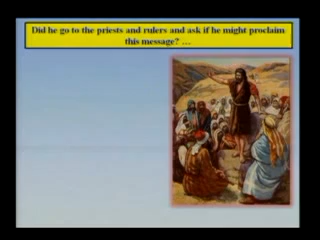 Did he go to the priests and rulers and ask if he might proclaim
this message? …